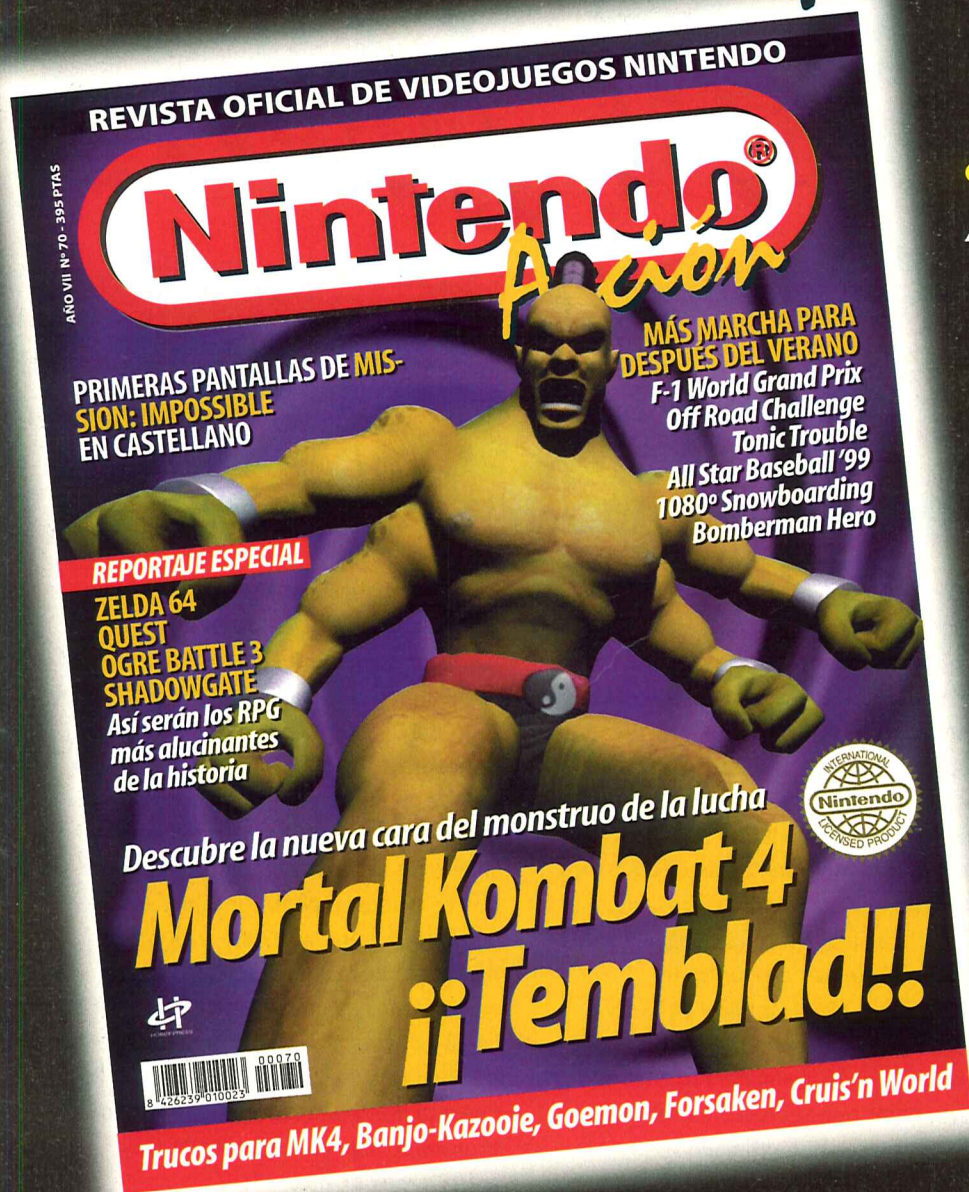 REVISTA OFICIAL DE VIDEOJUEGOS NINTENDO
AÑO VII Nº 70 - 395 PTAS
Nintendo®
Acción
PRIMERAS PANTALLAS DE MIS-
SION: IMPOSSIBLE
EN CASTELLANO
MÁS MARCHA PARA
DESPUÉS DEL VERANO
F-1 World Grand Prix
Off Road Challenge
Tonic Trouble
All Star Baseball '99
1080º Snowboarding
Bomberman Hero
REPORTAJE ESPECIAL
ZELDA 64
QUEST
OGRE BATTLE 3
SHADOWGATE
Así serán los RPG
más alucinantes
de la historia
INTERNATIONAL
Nintendo
LICENSED PRODUCT
Descubre la nueva cara del monstruo de la lucha
Mortal Kombat 4
¡¡Temblad!!
HOBBY PRESS
00070
8 426239 010023
Trucos para MK4, Banjo-Kazooie, Goemon, Forsaken, Cruis'n World